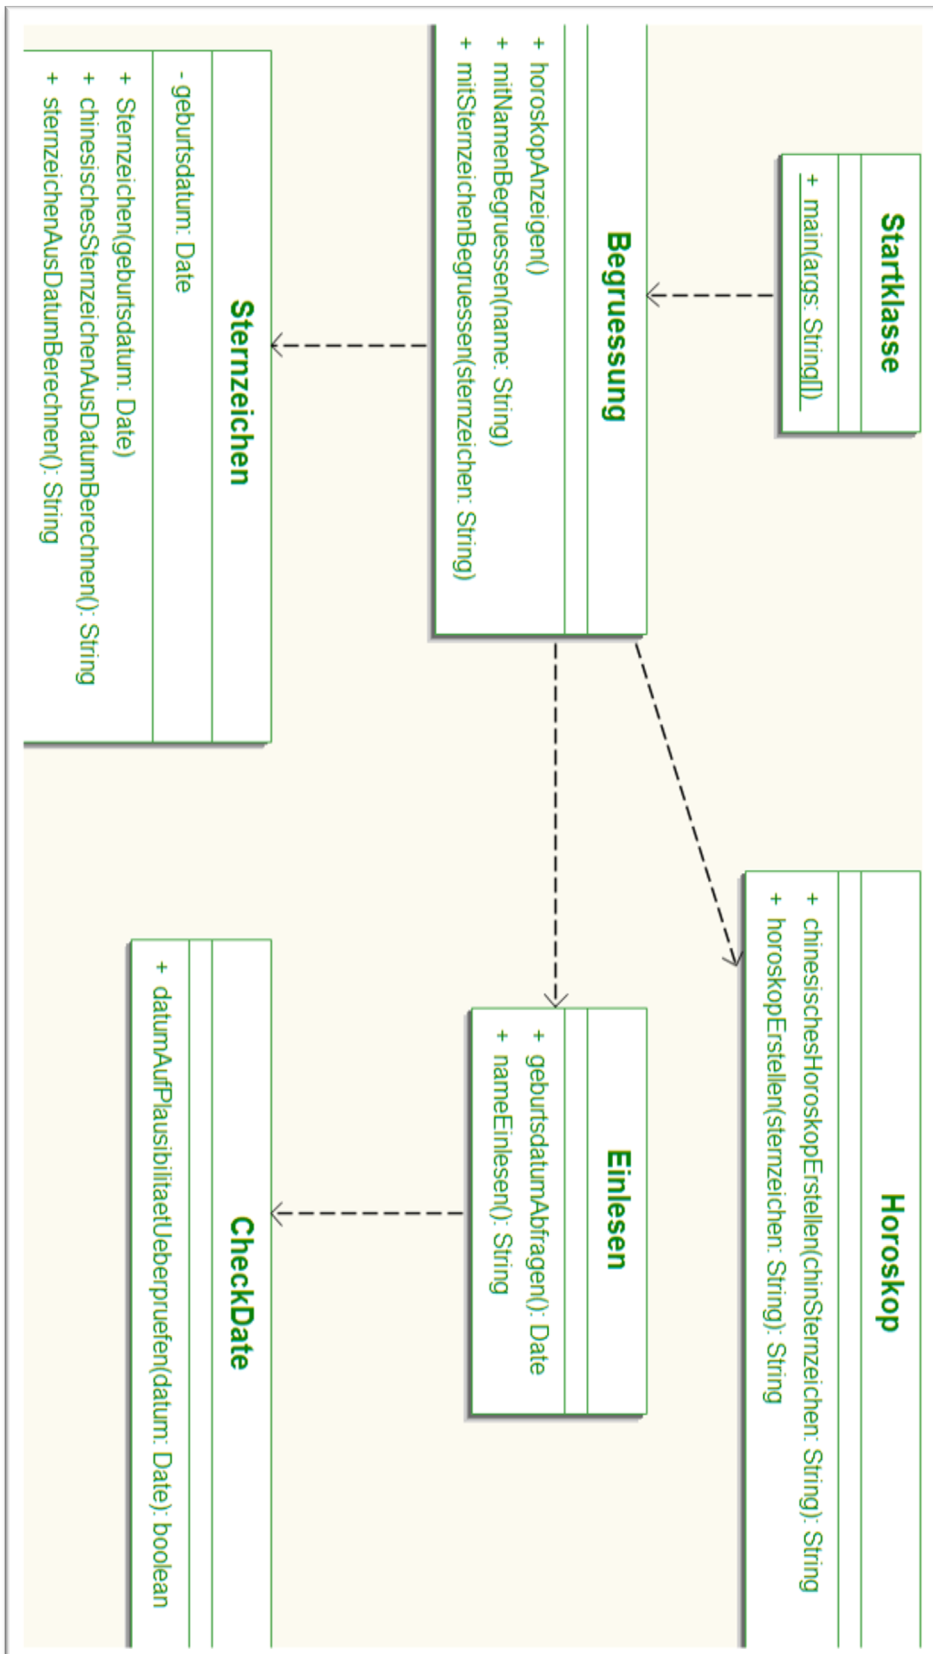 Startklasse
+ main(args: String[])
Horoskop
+ chinesischesHoroskopErstellen(chinSternzeichen: String): String
+ horoskopErstellen(sternzeichen: String): String
Begruessung
+ horoskopAnzeigen()
+ mitNamenBegruessen(name: String)
+ mitSternzeichenBegruessen(sternzeichen: String)
Einlesen
+ geburtsdatumAbfragen(): Date
+ nameEinlesen(): String
Sternzeichen
- geburtsdatum: Date
+ Sternzeichen(geburtsdatum: Date)
+ chinesischesSternzeichenAusDatumBerechnen(): String
+ sternzeichenAusDatumBerechnen(): String
CheckDate
+ datumAufPlausibilitaetUeberpruefen(datum: Date): boolean